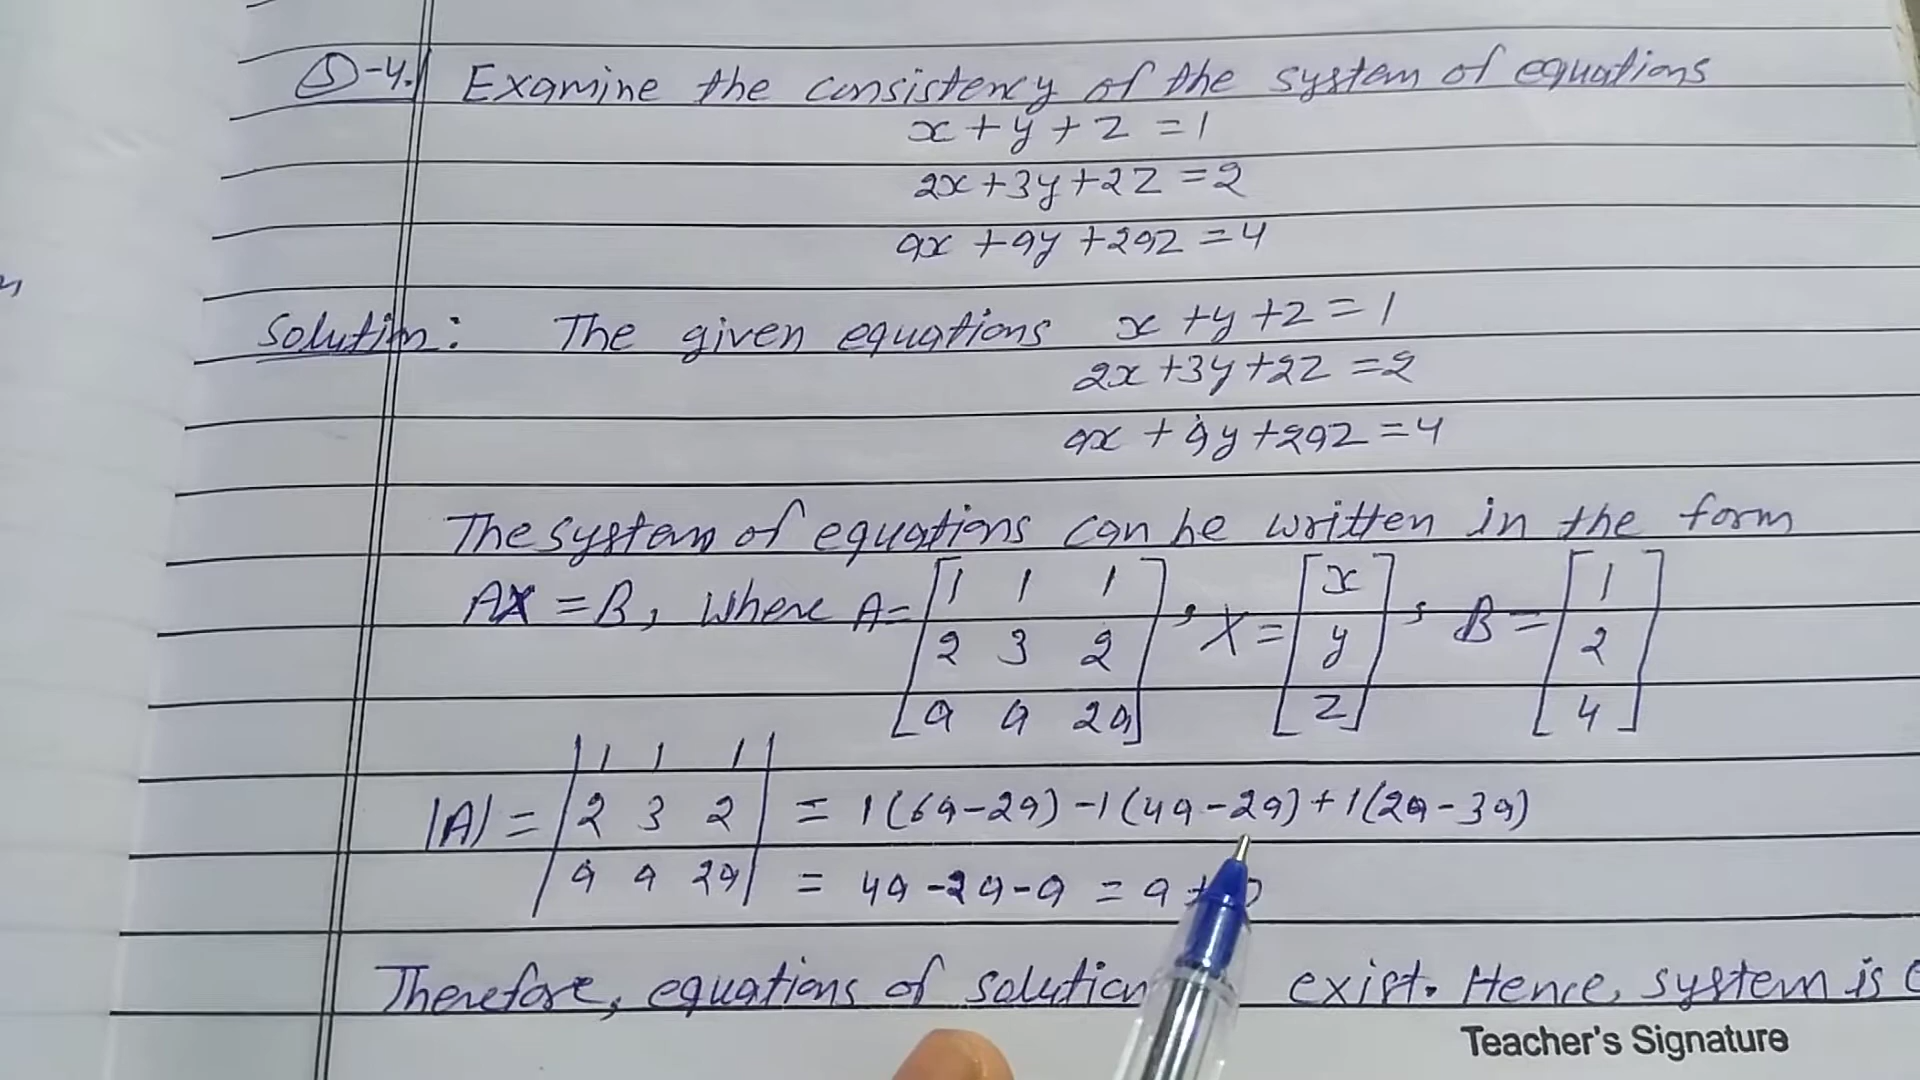 ⑤-4. Examine the consistency of the system of equations
x + y + z = 1
2x + 3y + 2z = 2
ax + ay + 2az = 4
Solution: The given equations x + y + z = 1
2x + 3y + 2z = 2
ax + ay + 2az = 4
The system of equations can be written in the form
AX = B, where A = [1 1 1 , X = [x , B = [1
2 3 2 y 2
a a 2a] z] 4]
|A| = |1 1 1
2 3 2 = 1(6a-2a) -1(4a-2a) + 1(2a-3a)
a a 2a| = 4a-2a-a = a
Therefore, equations of solution exist. Hence, system is
Teacher's Signature